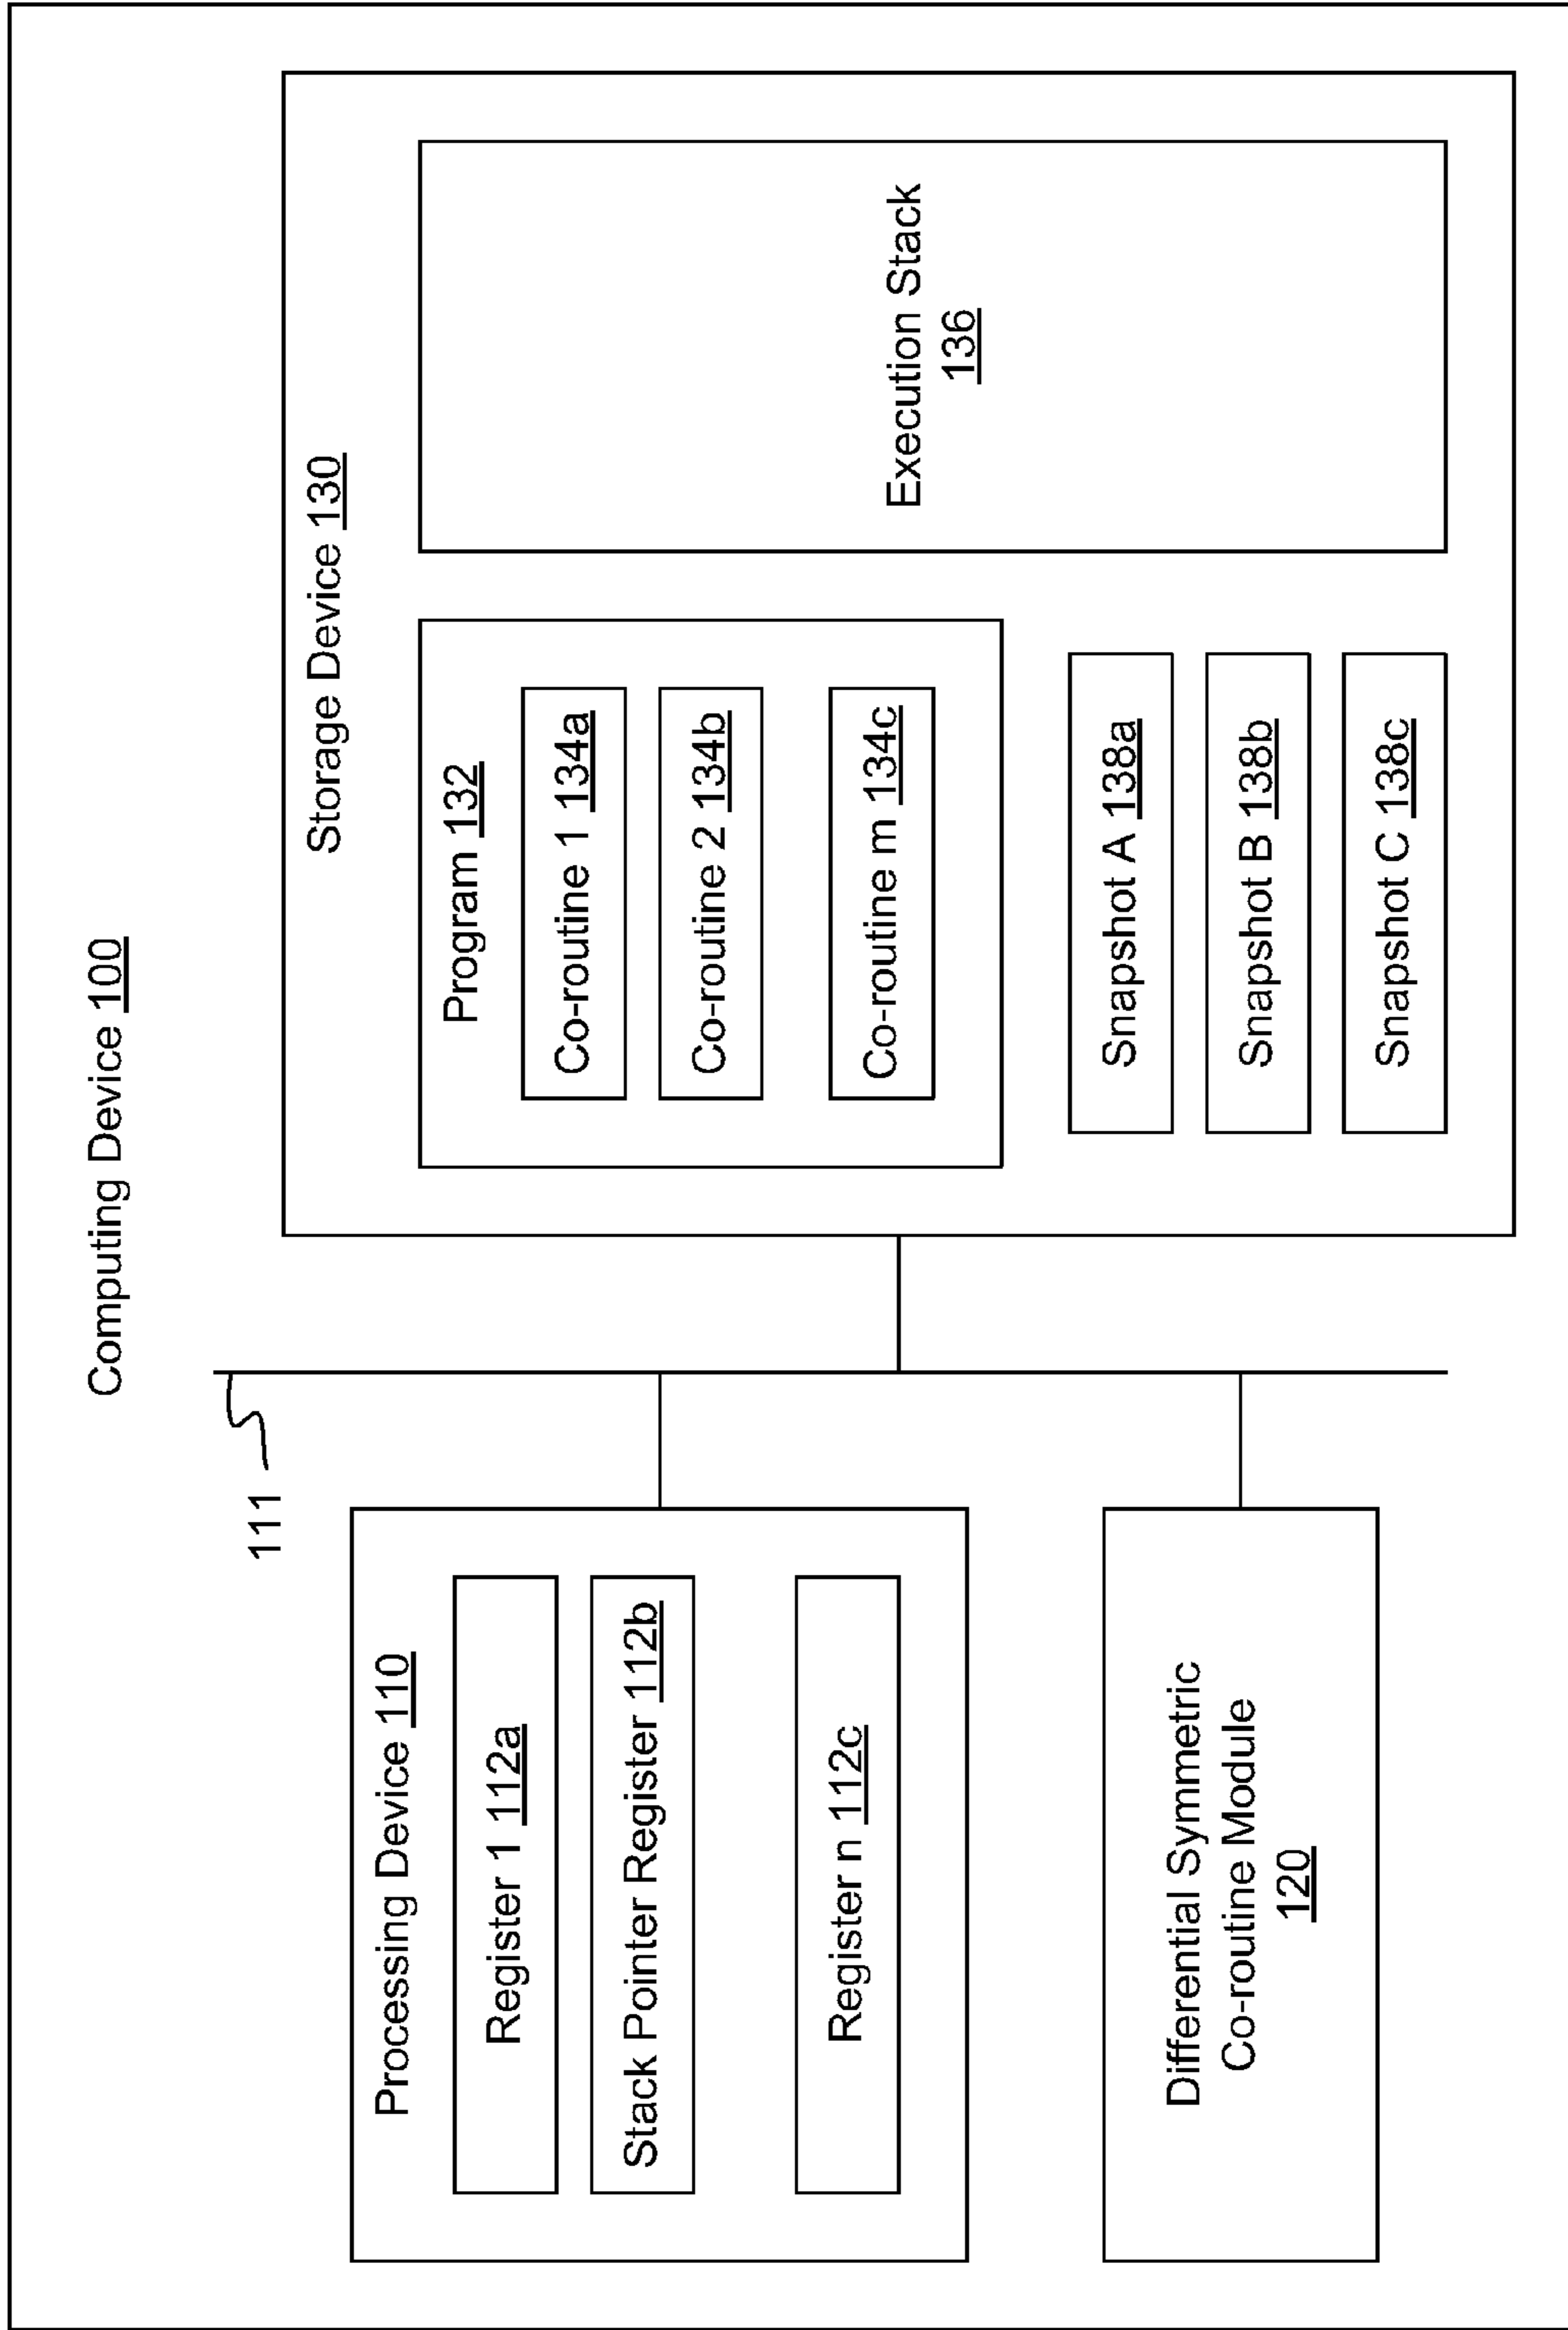 Computing Device 100
111
Processing Device 110
Register 1 112a
Stack Pointer Register 112b
Register n 112c
Differential Symmetric
Co-routine Module
120
Storage Device 130
Program 132
Co-routine 1 134a
Co-routine 2 134b
Co-routine m 134c
Snapshot A 138a
Snapshot B 138b
Snapshot C 138c
Execution Stack
136